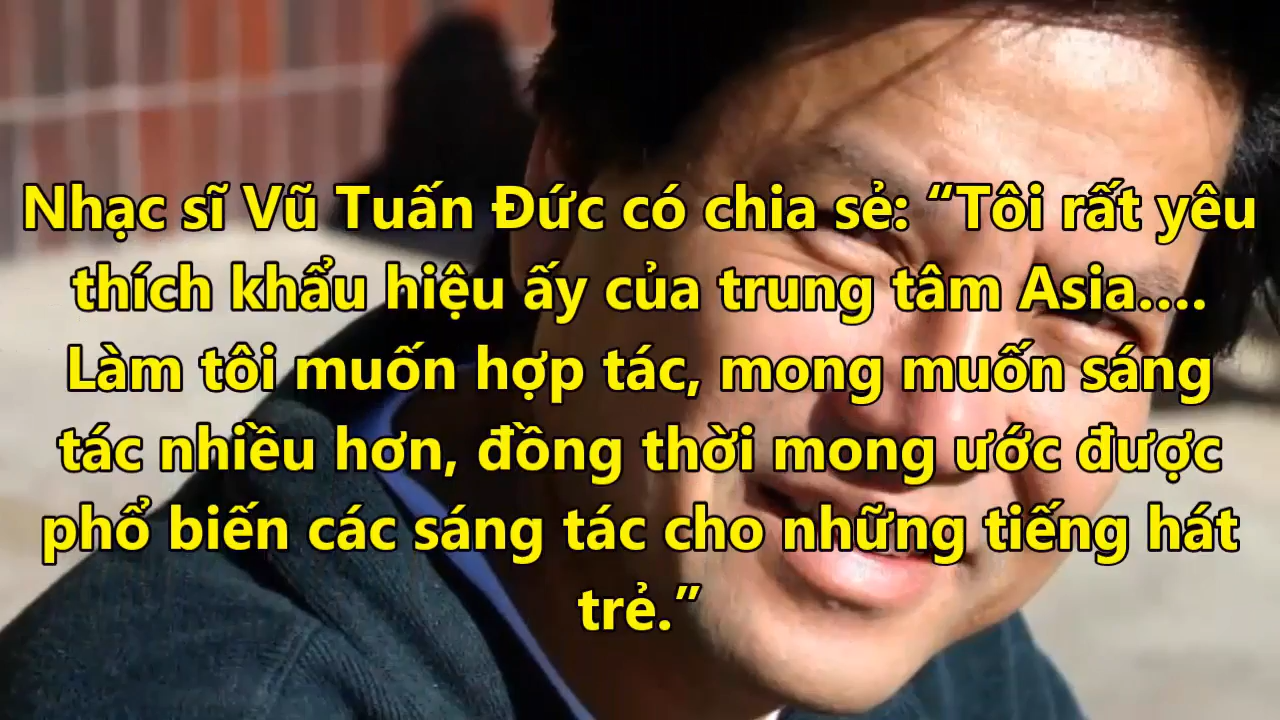 Nhạc sĩ Vũ Tuấn Đức có chia sẻ: “Tôi rất yêu
thích khẩu hiệu ấy của trung tâm Asia....
Làm tôi muốn hợp tác, mong muốn sáng
tác nhiều hơn, đồng thời mong ước được
phổ biến các sáng tác cho những tiếng hát
trẻ.”